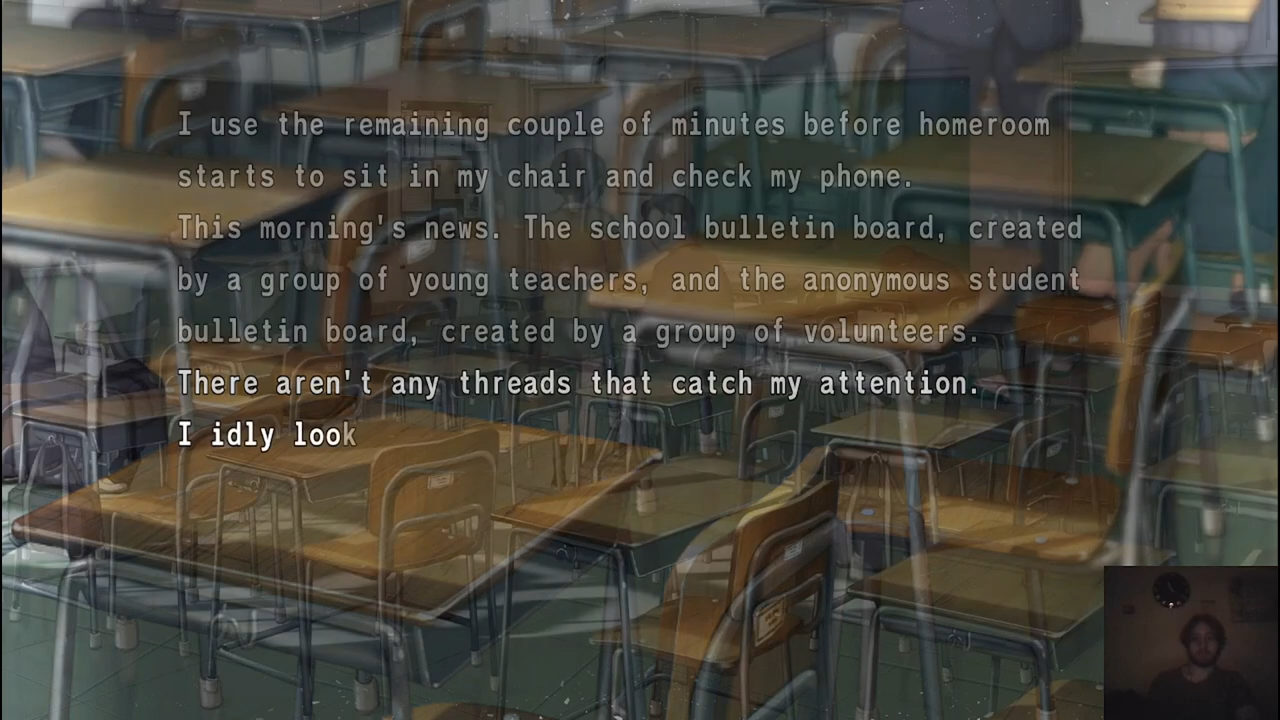 I use the remaining couple of minutes before homeroom
starts to sit in my chair and check my phone.
This morning's news. The school bulletin board, created
by a group of young teachers, and the anonymous student
bulletin board, created by a group of volunteers.
There aren't any threads that catch my attention.
I idly look